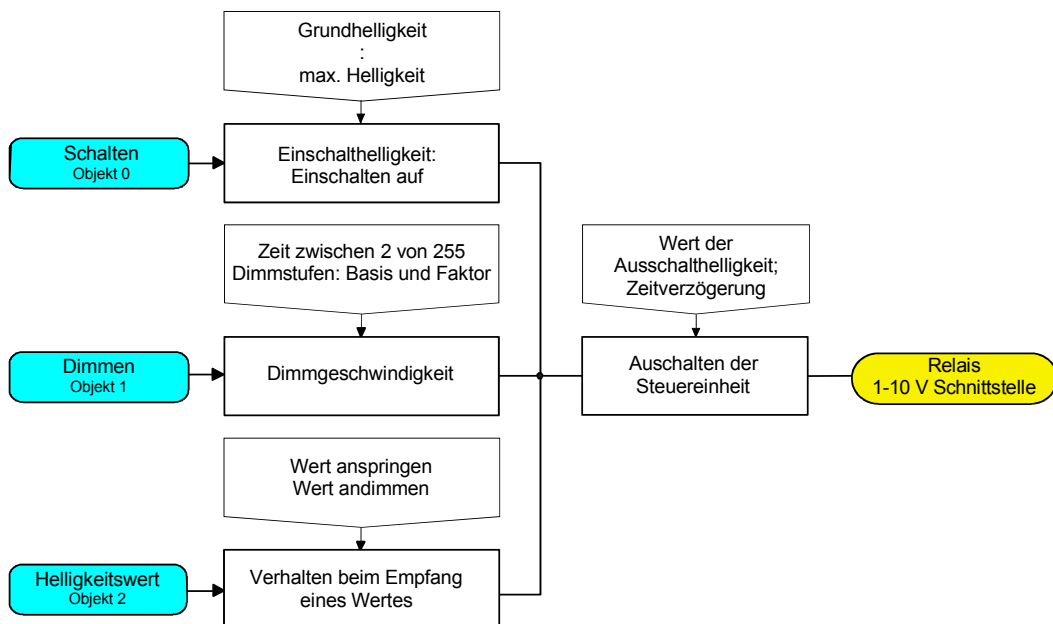 Grundhelligkeit
:
max. Helligkeit
Schalten
Objekt 0
Einschalthelligkeit:
Einschalten auf
Zeit zwischen 2 von 255
Dimmstufen: Basis und Faktor
Wert der
Ausschalthelligkeit;
Zeitverzögerung
Dimmen
Objekt 1
Dimmgeschwindigkeit
Auschalten der
Steuereinheit
Relais
1-10 V Schnittstelle
Wert anspringen
Wert andimmen
Helligkeitswert
Objekt 2
Verhalten beim Empfang
eines Wertes